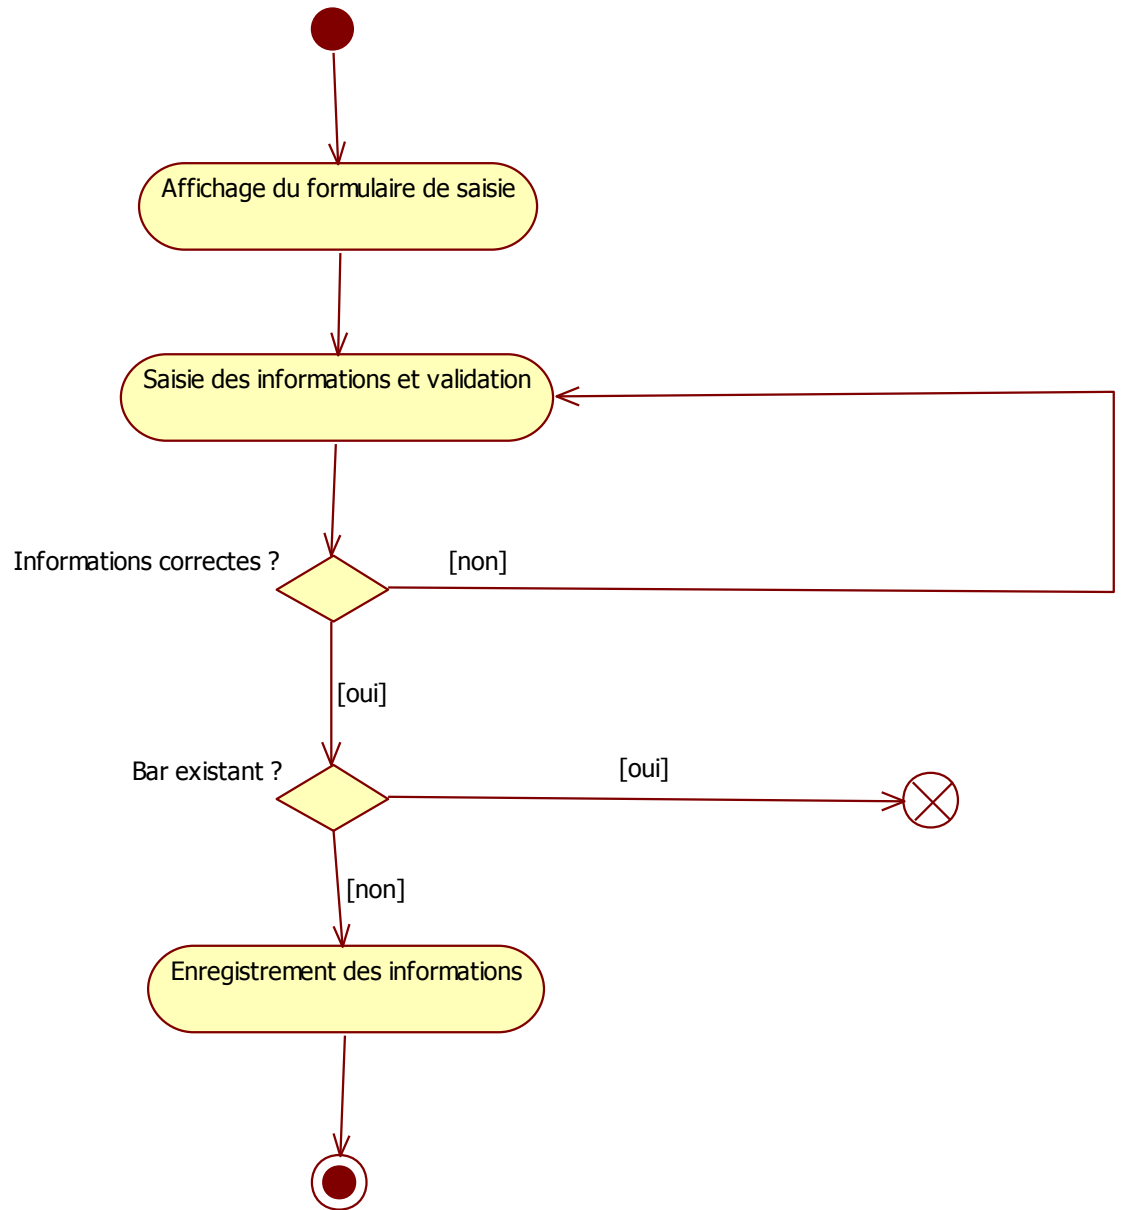 Affichage du formulaire de saisie
Saisie des informations et validation
Informations correctes ?
[non]
[oui]
Bar existant ?
[oui]
[non]
Enregistrement des informations